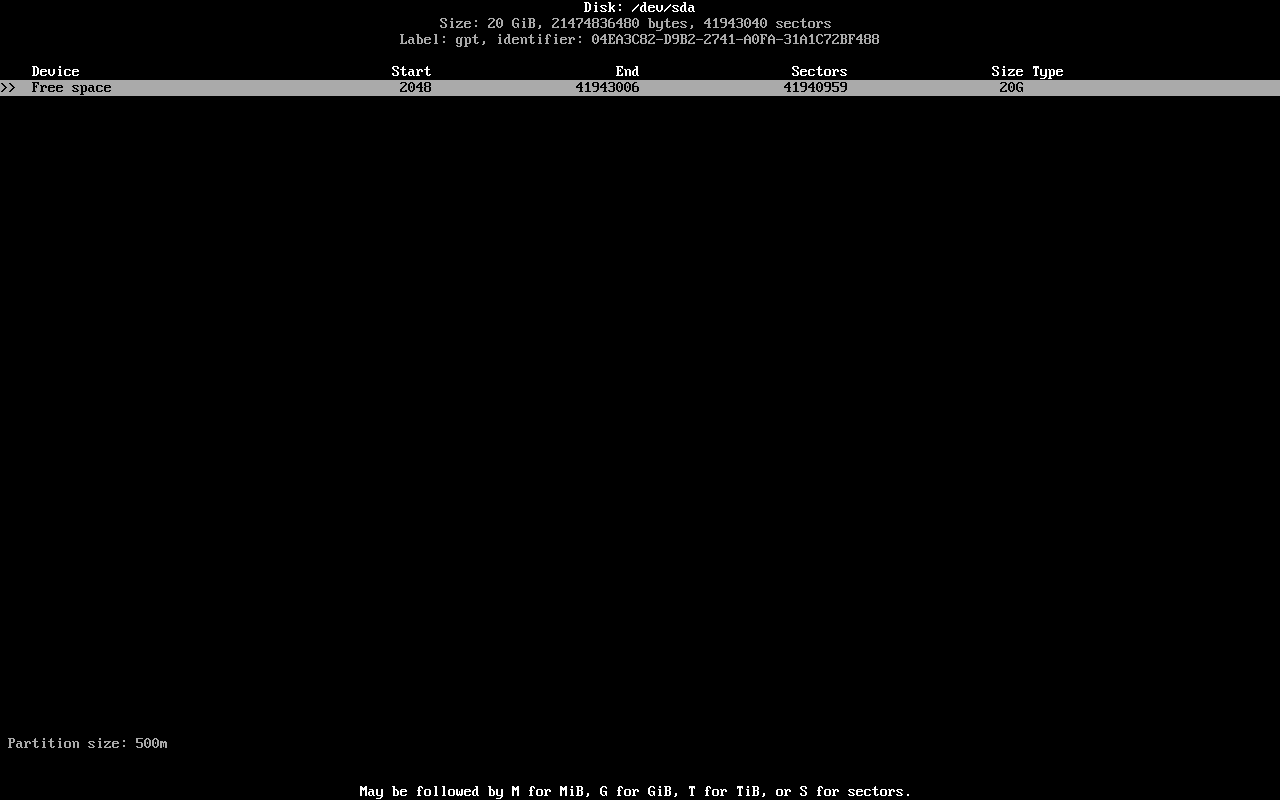 Disk: /dev/sda
Size: 20 GiB, 21474836480 bytes, 41943040 sectors
Label: gpt, identifier: 04EA3C82-D9B2-2741-A0FA-31A1C72BF488
Device Start End Sectors Size Type
>> Free space 2048 41943006 41940959 20G
Partition size: 500m
May be followed by M for MiB, G for GiB, T for TiB, or S for sectors.